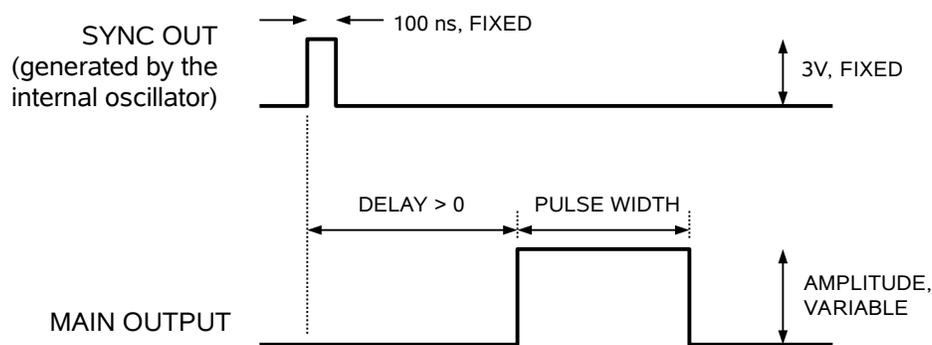 100 ns, FIXED
SYNC OUT
(generated by the
internal oscillator)
3V, FIXED
DELAY > 0
PULSE WIDTH
AMPLITUDE,
VARIABLE
MAIN OUTPUT